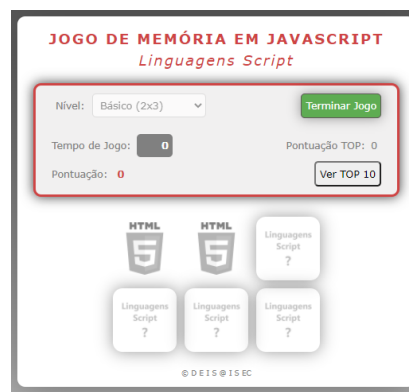 JOGO DE MEMÓRIA EM JAVASCRIPT
Linguagens Script
Nível: Básico (2x3) Terminar Jogo
Tempo de Jogo: 0 Pontuação TOP: 0
Pontuação: 0 Ver TOP 10
HTML HTML Linguagens
5 5 Script
?
Linguagens Linguagens Linguagens
Script Script Script
? ? ?
© DEIS@ISEC